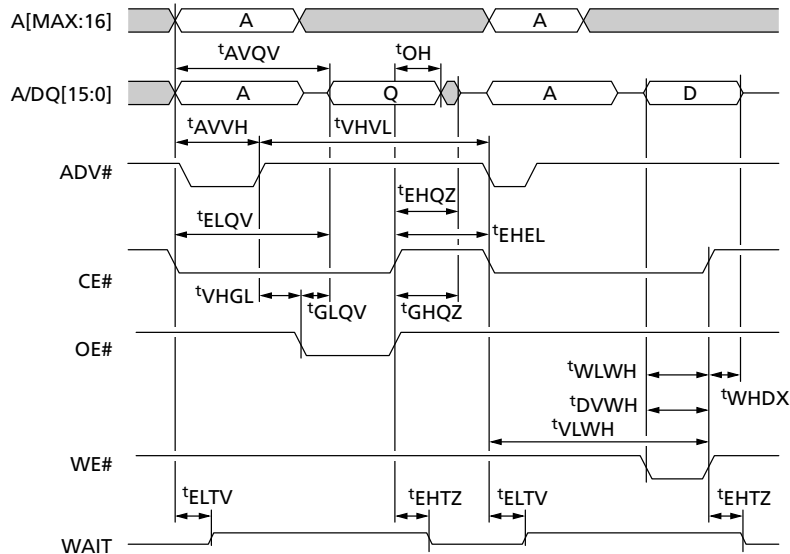 A[MAX:16] A A
tAVQV tOH
A/DQ[15:0] A Q A D
tAVVH tVHVL
ADV#
tEHQZ
tELQV tEHEL
CE#
tVHGL tGLQV tGHQZ
OE#
tWLWH tWHDX
tDVWH
tVLWH
WE#
tELTV tEHTZ tELTV tEHTZ
WAIT